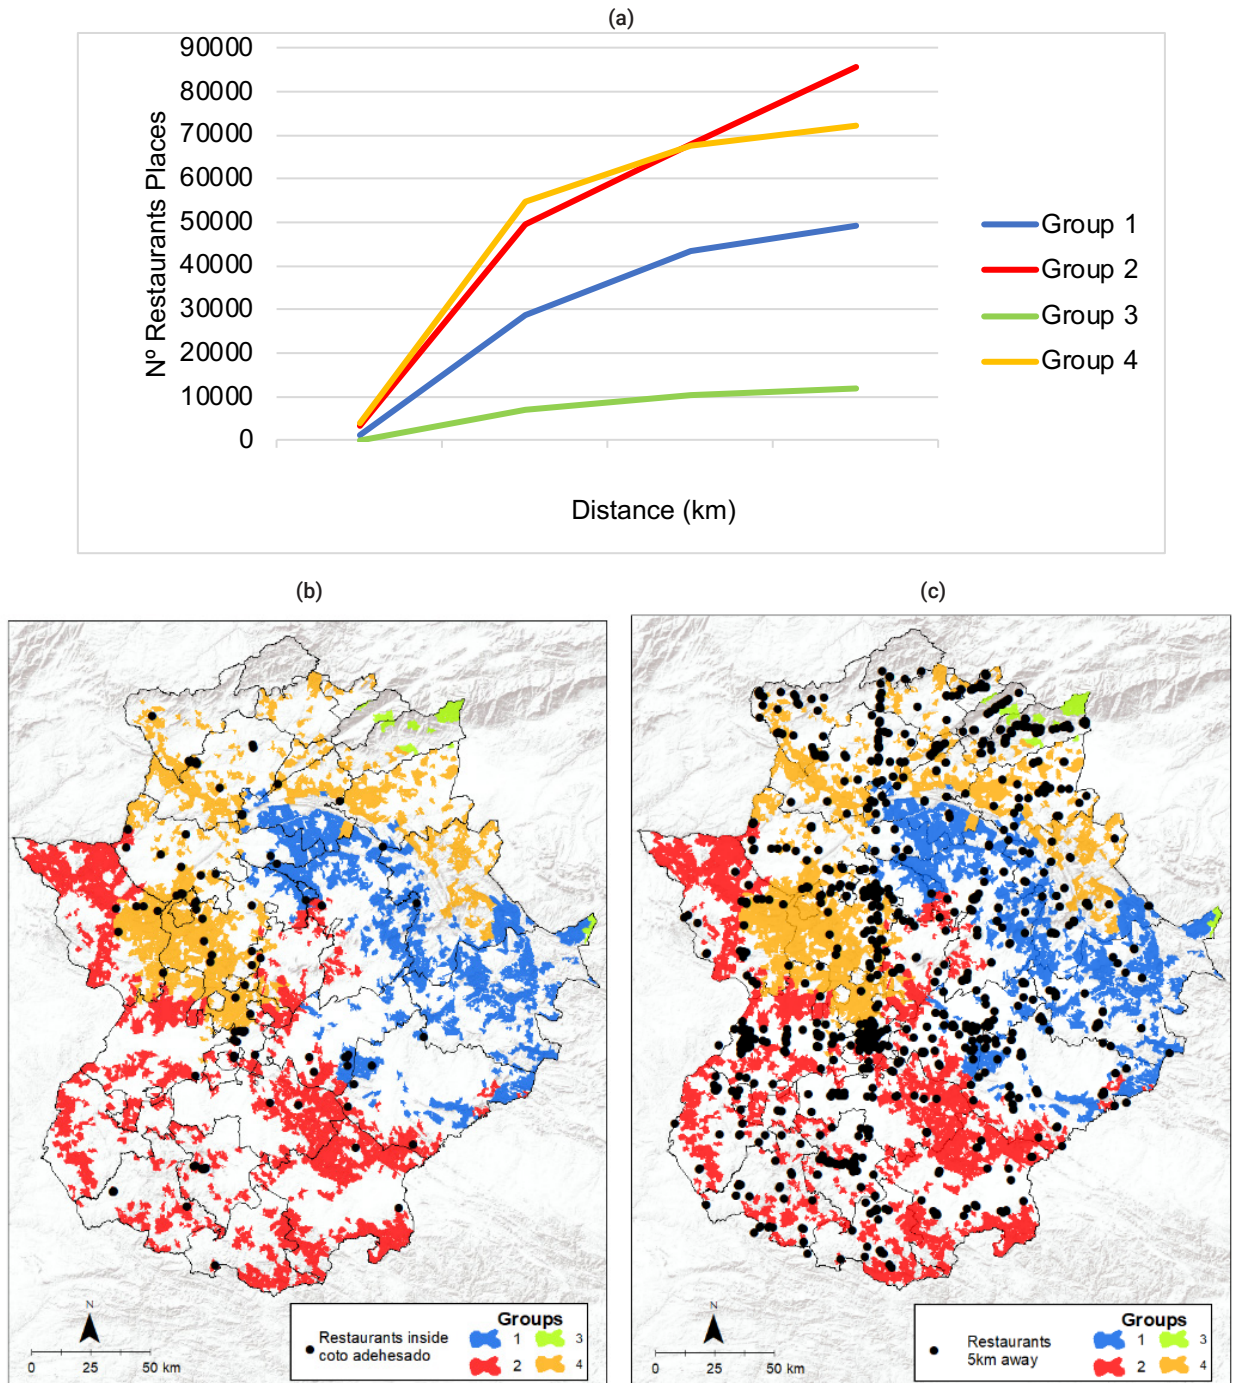 (a)
90000
80000
70000
60000
50000
40000
30000
20000
10000
0
Nº Restaurants Places
Distance (km)
Group 1
Group 2
Group 3
Group 4
(b)
N
0 25 50 km
Restaurants inside
coto adehesado
Groups
1 3
2 4
(c)
N
0 25 50 km
Restaurants
5km away
Groups
1 3
2 4